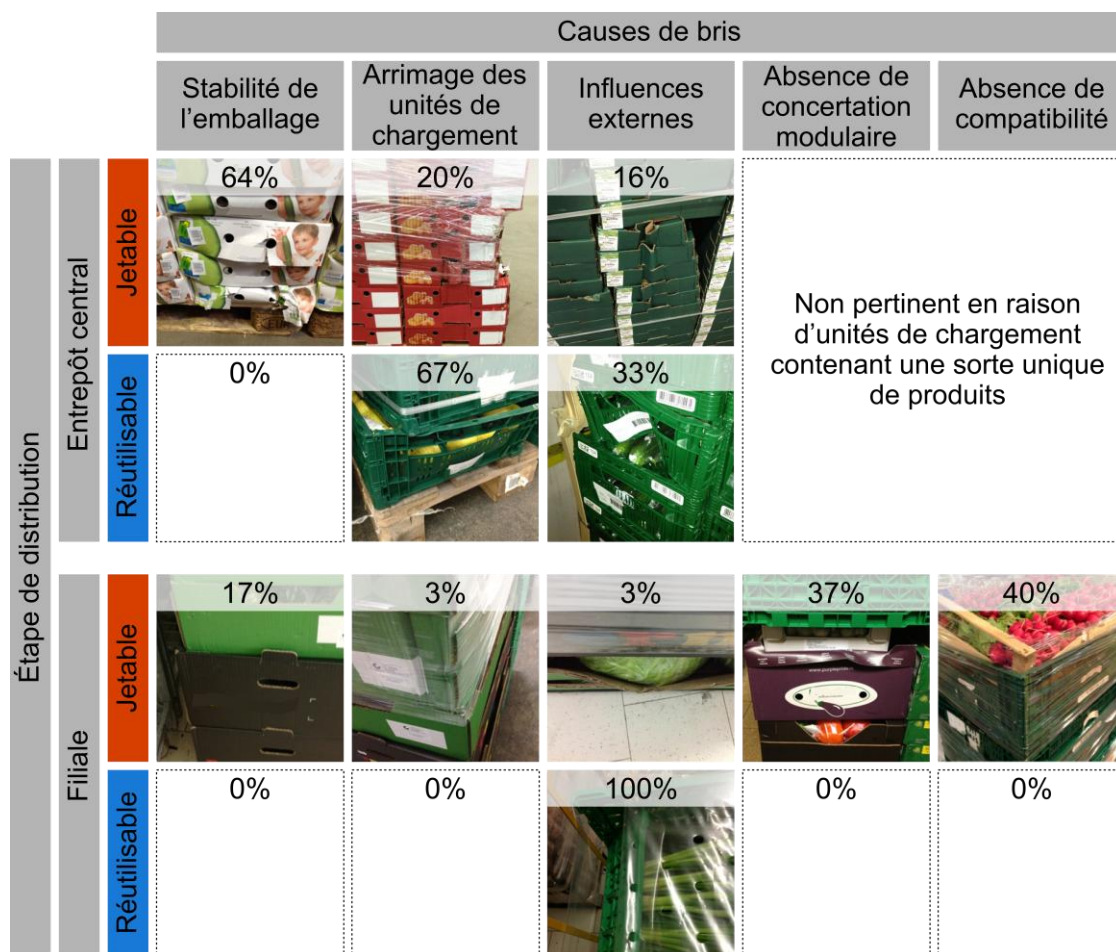 Causes de bris
Stabilité de
l’emballage
Arrimage des
unités de
chargement
Influences
externes
Absence de
concertation
modulaire
Absence de
compatibilité
Étape de distribution
Entrepôt central
Jetable
64%
20%
16%
Non pertinent en raison
d’unités de chargement
contenant une sorte unique
de produits
Réutilisable
0%
67%
33%
Filiale
Jetable
17%
3%
3%
37%
40%
Réutilisable
0%
0%
100%
0%
0%